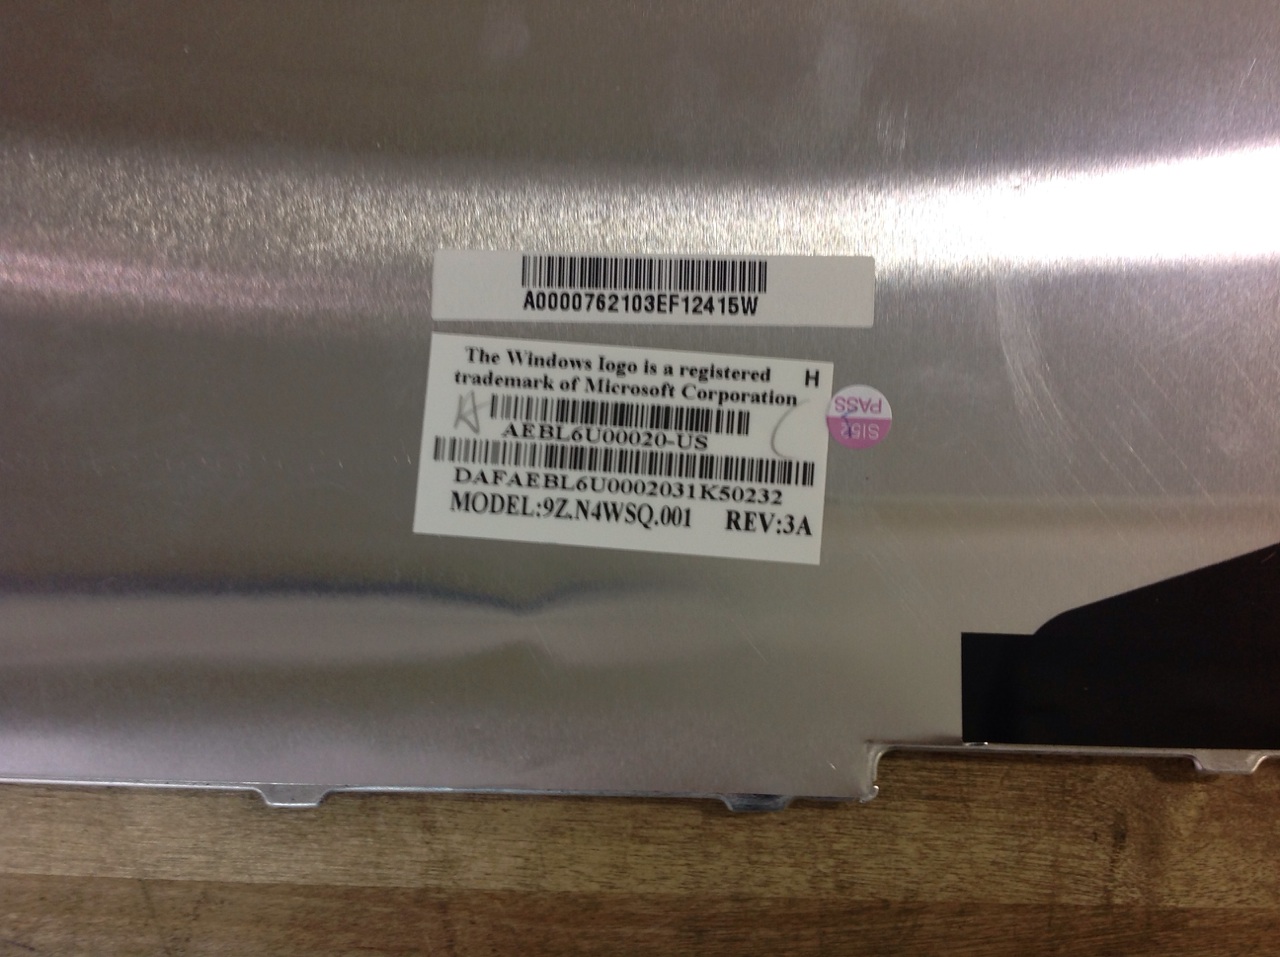 A0000762103EF12415W
The Windows logo is a registered H
trademark of Microsoft Corporation
AEBL6U00020-US
DAFAEBL6U0002031K50232
MODEL:9Z.N4WSQ.001 REV:3A
PASS